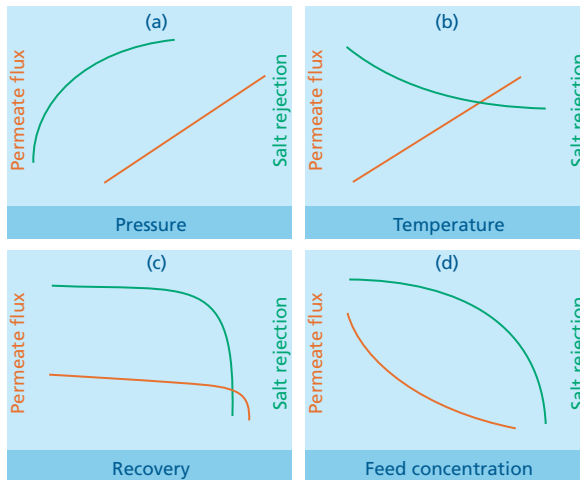 (a)
Permeate flux
Salt rejection
Pressure
(b)
Permeate flux
Salt rejection
Temperature
(c)
Permeate flux
Salt rejection
Recovery
(d)
Permeate flux
Salt rejection
Feed concentration